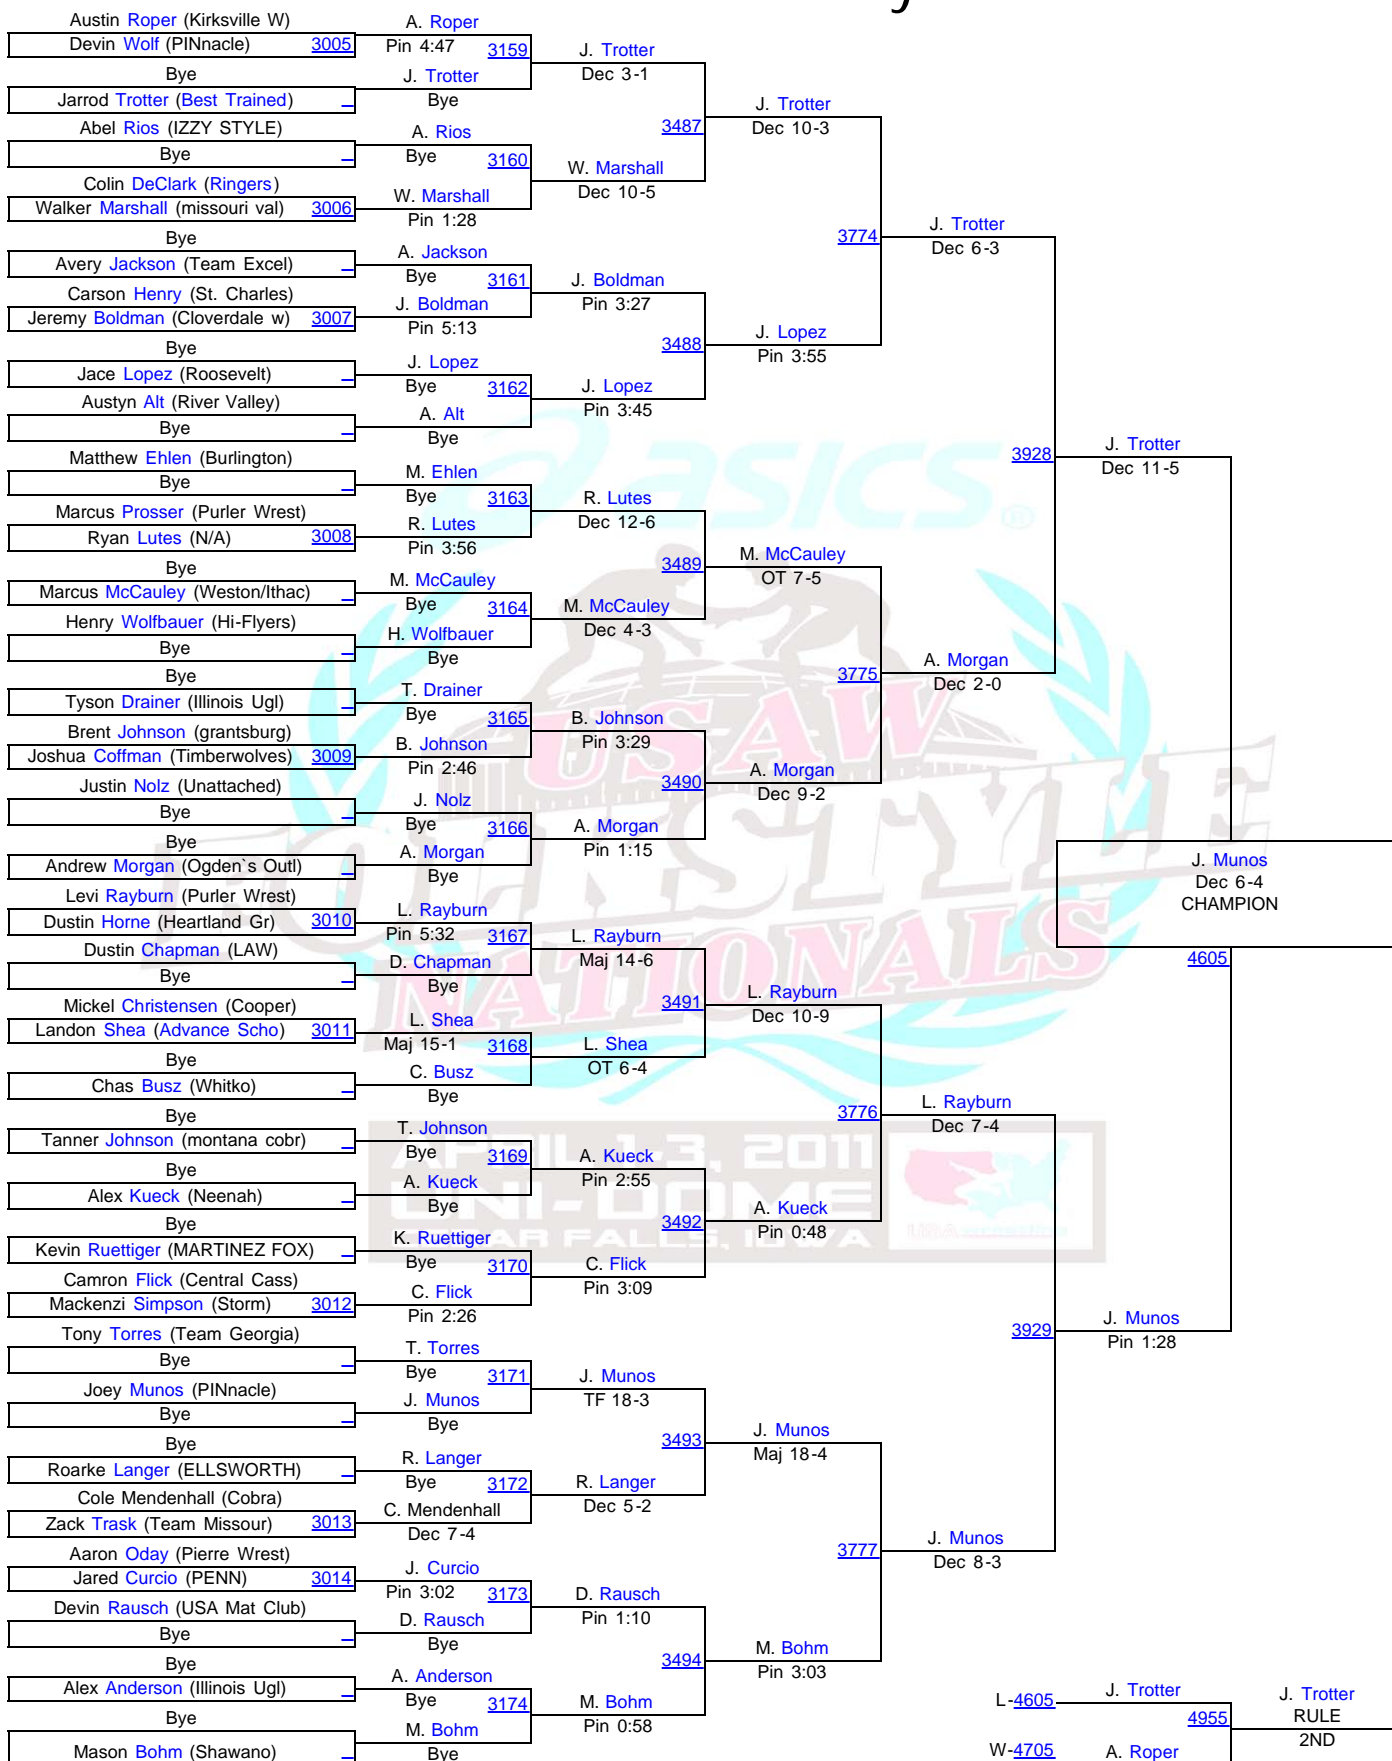 Austin Roper (Kirksville W)
Devin Wolf (PINnacle) 3005
Bye
Jarrod Trotter (Best Trained)
Abel Rios (IZZY STYLE)
Bye
Colin DeClark (Ringers)
Walker Marshall (missouri val) 3006
Bye
Avery Jackson (Team Excel)
Carson Henry (St. Charles)
Jeremy Boldman (Cloverdale w) 3007
Bye
Jace Lopez (Roosevelt)
Austyn Alt (River Valley)
Bye
Matthew Ehlen (Burlington)
Bye
Marcus Prosser (Purler Wrest)
Ryan Lutes (N/A) 3008
Bye
Marcus McCauley (Weston/Ithac)
Henry Wolfbauer (Hi-Flyers)
Bye
Bye
Tyson Drainer (Illinois Ugl)
Brent Johnson (grantsburg)
Joshua Coffman (Timberwolves) 3009
Justin Nolz (Unattached)
Bye
Bye
Andrew Morgan (Ogden`s Outl)
Levi Rayburn (Purler Wrest)
Dustin Horne (Heartland Gr) 3010
Dustin Chapman (LAW)
Bye
Mickel Christensen (Cooper)
Landon Shea (Advance Scho) 3011
Bye
Chas Busz (Whitko)
Bye
Tanner Johnson (montana cobr)
Bye
Alex Kueck (Neenah)
Bye
Kevin Ruettiger (MARTINEZ FOX)
Camron Flick (Central Cass)
Mackenzi Simpson (Storm) 3012
Tony Torres (Team Georgia)
Bye
Joey Munos (PINnacle)
Bye
Bye
Roarke Langer (ELLSWORTH)
Cole Mendenhall (Cobra)
Zack Trask (Team Missour) 3013
Aaron Oday (Pierre Wrest)
Jared Curcio (PENN) 3014
Devin Rausch (USA Mat Club)
Bye
Bye
Alex Anderson (Illinois Ugl)
Bye
Mason Bohm (Shawano)
A. Roper
Pin 4:47 3159
J. Trotter
Bye
A. Rios
Bye 3160
W. Marshall
Pin 1:28
A. Jackson
Bye 3161
J. Boldman
Pin 5:13
J. Lopez
Bye 3162
A. Alt
Bye
M. Ehlen
Bye 3163
R. Lutes
Pin 3:56
M. McCauley
Bye 3164
H. Wolfbauer
Bye
T. Drainer
Bye 3165
B. Johnson
Pin 2:46
J. Nolz
Bye 3166
A. Morgan
Bye
L. Rayburn
Pin 5:32 3167
D. Chapman
Bye
L. Shea
Maj 15-1 3168
C. Busz
Bye
T. Johnson
Bye 3169
A. Kueck
Bye
K. Ruettiger
Bye 3170
C. Flick
Pin 2:26
T. Torres
Bye 3171
J. Munos
Bye
R. Langer
Bye 3172
C. Mendenhall
Dec 7-4
J. Curcio
Pin 3:02 3173
D. Rausch
Bye
A. Anderson
Bye 3174
M. Bohm
Bye
J. Trotter
Dec 3-1
3487
W. Marshall
Dec 10-5
J. Boldman
Pin 3:27
3488
J. Lopez
Pin 3:45
R. Lutes
Dec 12-6
3489
M. McCauley
Dec 4-3
B. Johnson
Pin 3:29
3490
A. Morgan
Pin 1:15
L. Rayburn
Maj 14-6
3491
L. Shea
OT 6-4
A. Kueck
Pin 2:55
3492
C. Flick
Pin 3:09
J. Munos
TF 18-3
3493
R. Langer
Dec 5-2
D. Rausch
Pin 1:10
3494
M. Bohm
Pin 0:58
J. Trotter
Dec 10-3
3774
J. Lopez
Pin 3:55
M. McCauley
OT 7-5
3775
A. Morgan
Dec 9-2
L. Rayburn
Dec 10-9
3776
A. Kueck
Pin 0:48
J. Munos
Maj 18-4
3777
M. Bohm
Pin 3:03
J. Trotter
Dec 6-3
3928
A. Morgan
Dec 2-0
L. Rayburn
Dec 7-4
3929
J. Munos
Dec 8-3
J. Trotter
Dec 11-5
J. Munos
Pin 1:28
J. Munos
Dec 6-4
CHAMPION
4605
L-4605 J. Trotter
4955
W-4705 A. Roper
J. Trotter
RULE
2ND
asics®
USAW
FOLKSTYLE
NATIONALS
APRIL 1-3, 2011
UNI-DOME
CEDAR FALLS, IOWA
USA wrestling